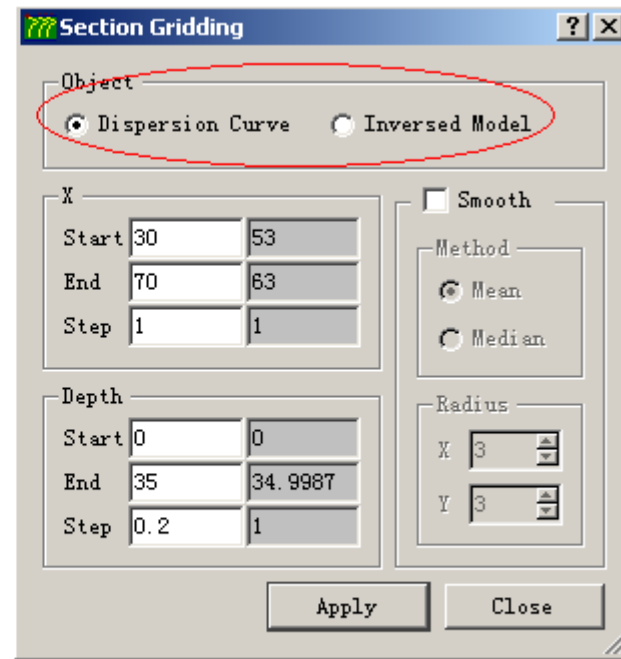 Section Gridding
Object
Dispersion Curve Inversed Model
X
Start 30 53
End 70 63
Step 1 1
Depth
Start 0 0
End 35 34.9987
Step 0.2 1
Smooth
Method
Mean
Median
Radius
X 3
Y 3
Apply Close